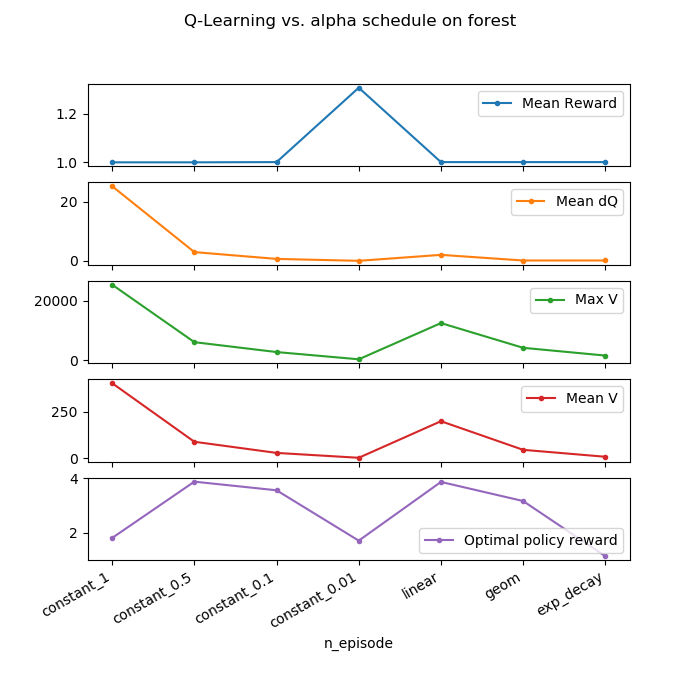 Q-Learning vs. alpha schedule on forest
1.2
1.0
Mean Reward
20
0
Mean dQ
20000
0
Max V
250
0
Mean V
4
2
Optimal policy reward
constant_1
constant_0.5
constant_0.1
constant_0.01
linear
geom
exp_decay
n_episode